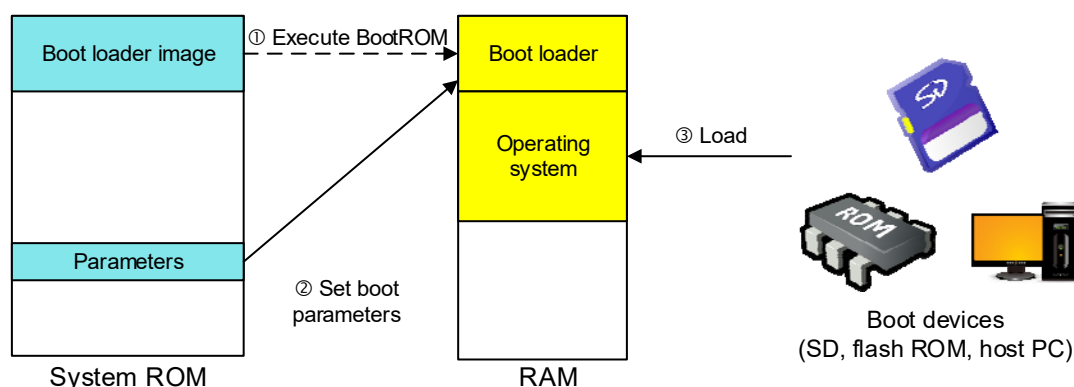 Boot loader image
① Execute BootROM
Boot loader
Operating
system
③ Load
SD
ROM
Parameters
② Set boot
parameters
Boot devices
(SD, flash ROM, host PC)
System ROM
RAM